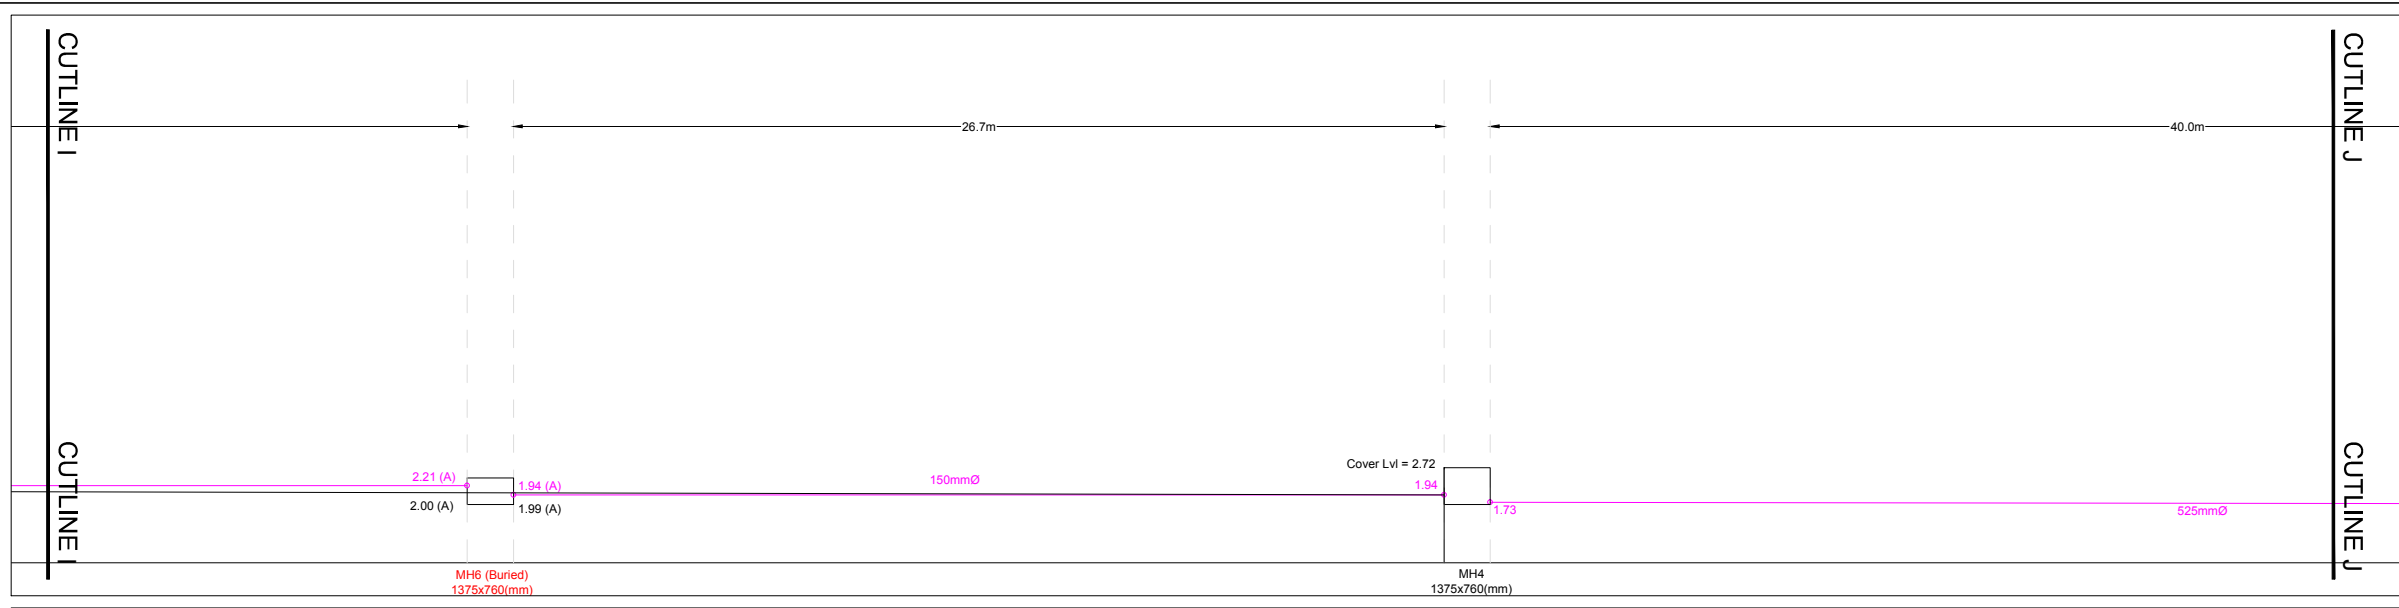 CUTLINE I
CUTLINE J
26.7m
40.0m
CUTLINE I
CUTLINE J
Cover Lvl = 2.72
2.21 (A)
1.94 (A)
150mmØ
1.94
2.00 (A)
1.99 (A)
1.73
525mmØ
MH6 (Buried)
1375x760(mm)
MH4
1375x760(mm)